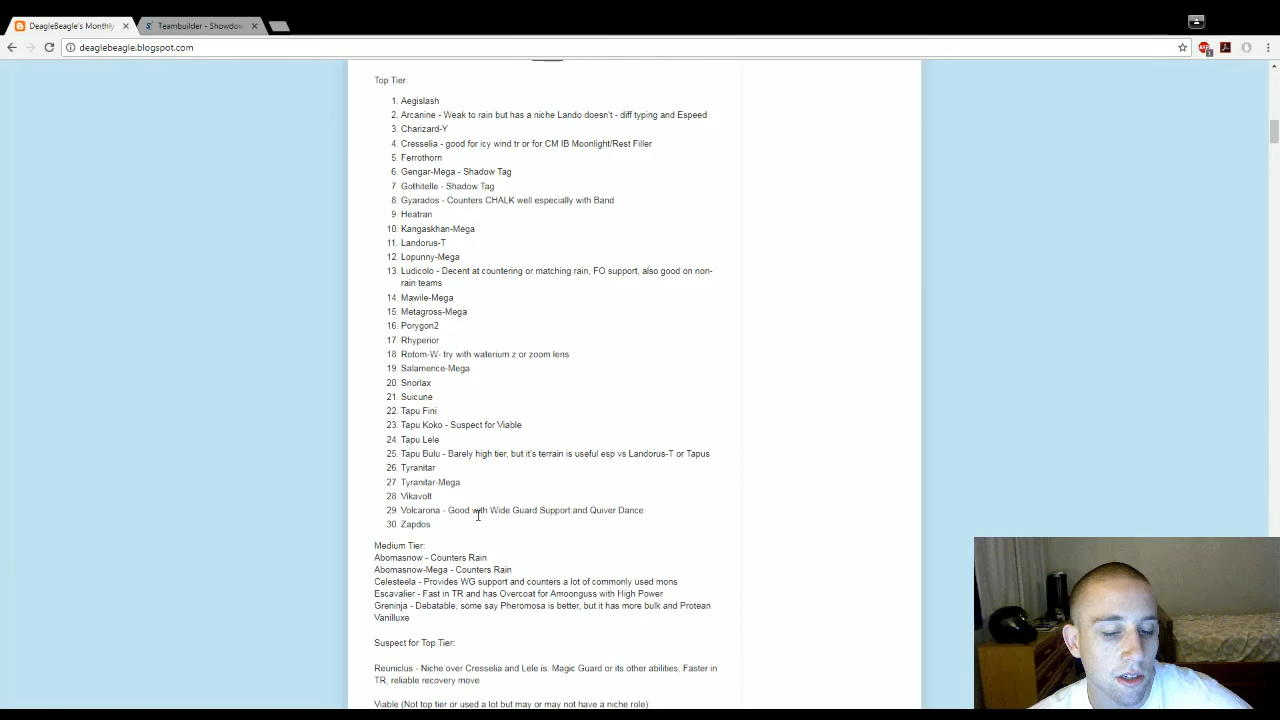 DeagleBeagle's Monthly
Teambuilder - Showdow
deaglebeagle.blogspot.com
Top Tier:
1. Aegislash
2. Arcanine - Weak to rain but has a niche Lando doesn't - diff typing and Espeed
3. Charizard-Y
4. Cresselia - good for icy wind tr or for CM IB Moonlight/Rest Filler
5. Ferrothorn
6. Gengar-Mega - Shadow Tag
7 Gothitelle - Shadow Tag
8 Gyarados - Counters CHALK well especially with Band
9. Heatran
10. Kangaskhan-Mega
11. Landorus-T
12. Lopunny-Mega
13. Ludicolo - Decent at countering or matching rain, FO support, also good on non-
rain teams
14. Mawile-Mega
15. Metagross-Mega
16. Porygon2
17. Rhyperior
18. Rotom-W- try with waterium z or zoom lens
19. Salamence-Mega
20. Snorlax
21. Suicune
22. Tapu Fini
23. Tapu Koko - Suspect for Viable
24. Tapu Lele
25. Tapu Bulu - Barely high tier, but it's terrain is useful esp vs Landorus-T or Tapus
26. Tyranitar
27. Tyranitar-Mega
28. Vikavolt
29 Volcarona - Good with Wide Guard Support and Quiver Dance
30. Zapdos
Medium Tier:
Abomasnow - Counters Rain
Abomasnow-Mega - Counters Rain
Celesteela - Provides WG support and counters a lot of commonly used mons
Escavalier - Fast in TR and has Overcoat for Amoonguss with High Power
Greninja - Debatable, some say Pheromosa is better, but it has more bulk and Protean
Vanilluxe
Suspect for Top Tier:
Reuniclus - Niche over Cresselia and Lele is: Magic Guard or its other abilities, Faster in
TR, reliable recovery move
Viable (Not top tier or used a lot but may or may not have a niche role)